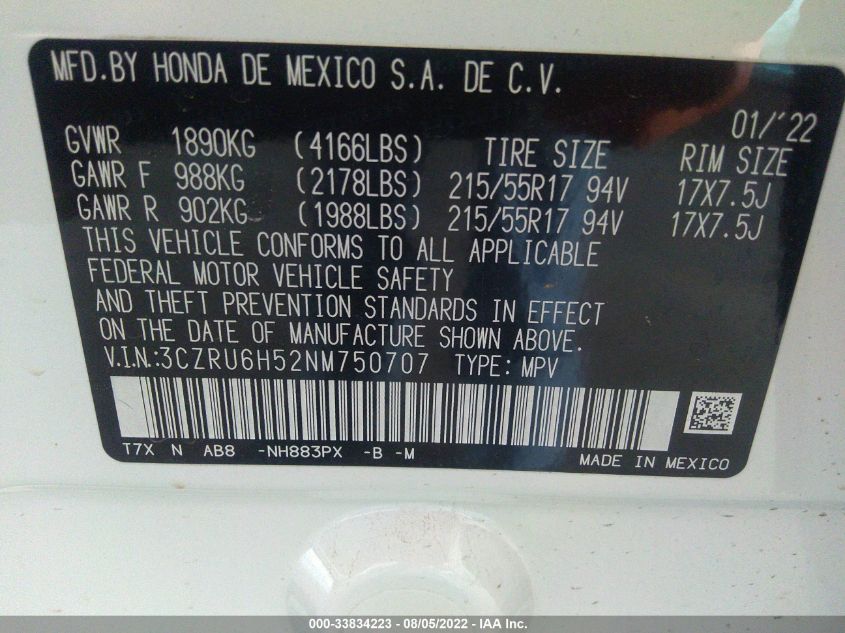 MFD.BY HONDA DE MEXICO S.A. DE C.V.
01/'22
GVWR 1890KG (4166LBS) TIRE SIZE RIM SIZE
GAWR F 988KG (2178LBS) 215/55R17 94V 17X7.5J
GAWR R 902KG (1988LBS) 215/55R17 94V 17X7.5J
THIS VEHICLE CONFORMS TO ALL APPLICABLE
FEDERAL MOTOR VEHICLE SAFETY
AND THEFT PREVENTION STANDARDS IN EFFECT
ON THE DATE OF MANUFACTURE SHOWN ABOVE.
V.I.N.:3CZRU6H52NM750707 TYPE: MPV
T7X N AB8 -NH883PX -B -M
MADE IN MEXICO
000-33834223 - 08/05/2022 - IAA Inc.